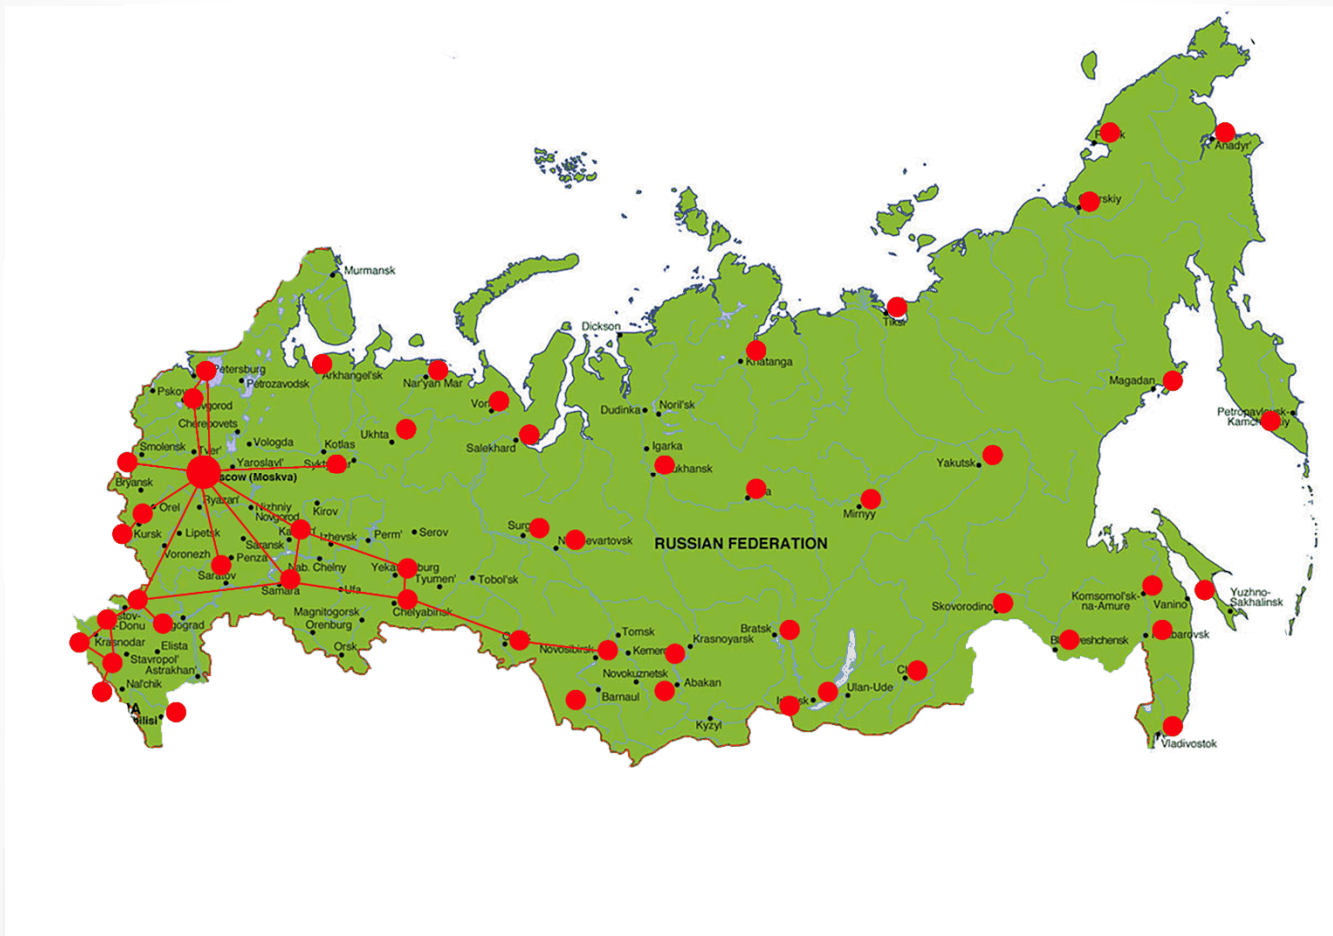 Anadyr'
Murmansk
Dickson
Tiksi
Khatanga
Petersburg
Arkhangel'sk
Nar'yan Mar
Petrozavodsk
Magadan
Pskov
Dudinka
Noril'sk
Petropavlovsk-
Kamchatskiy
Cherepovets
Ukhta
Vologda
Kotlas
Smolensk
Tver'
Salekhard
Igarka
Yaroslavl'
Yakutsk
(Moskva)
Bryansk
Ryazan'
Orel
Nizhniy
Novgorod
Kirov
Mirnyy
Kursk
Lipetsk
Izhevsk
Perm'
Serov
Saransk
RUSSIAN FEDERATION
Voronezh
Penza
Nab. Chelny
Saratov
Tyumen'
Tobol'sk
Samara
Ufa
Chelyabinsk
Magnitogorsk
Orenburg
Komsomol'sk-
na-Amure
Vanino
Yuzhno-
Sakhalinsk
Skovorodino
Bratsk
Tomsk
Krasnoyarsk
Krasnodar
Elista
Orsk
Novosibirsk
Stavropol'
Astrakhan'
Novokuznetsk
Nal'chik
Abakan
Barnaul
Ulan-Ude
Kyzyl
Vladivostok